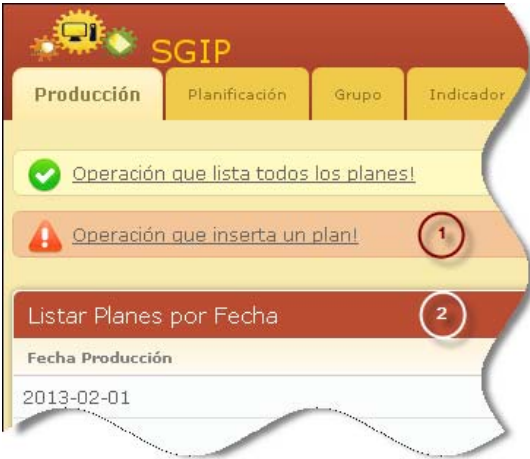 SGIP
Producción Planificación Grupo Indicador
Operación que lista todos los planes!
Operación que inserta un plan! 1
Listar Planes por Fecha 2
Fecha Producción
2013-02-01